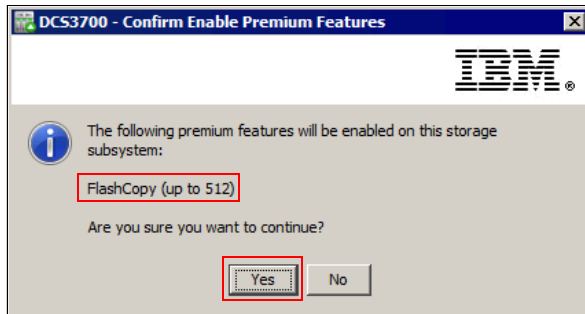 DCS3700 - Confirm Enable Premium Features
IBM®
The following premium features will be enabled on this storage
subsystem:
FlashCopy (up to 512)
Are you sure you want to continue?
Yes
No